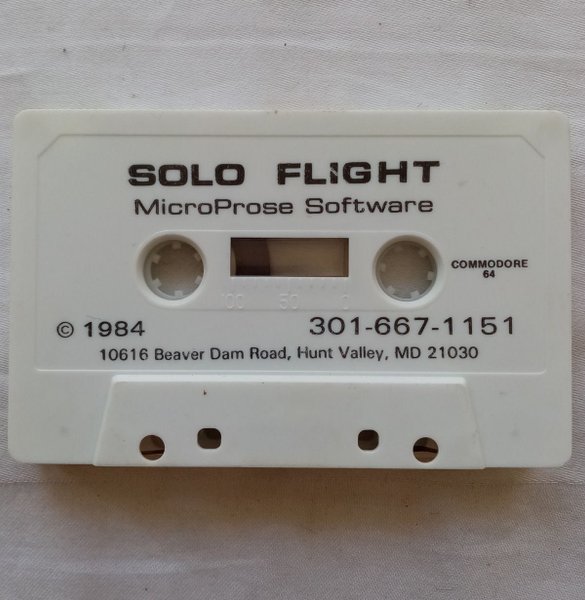 SOLO FLIGHT
MicroProse Software
COMMODORE
64
100 50 0
© 1984 301-667-1151
10616 Beaver Dam Road, Hunt Valley, MD 21030